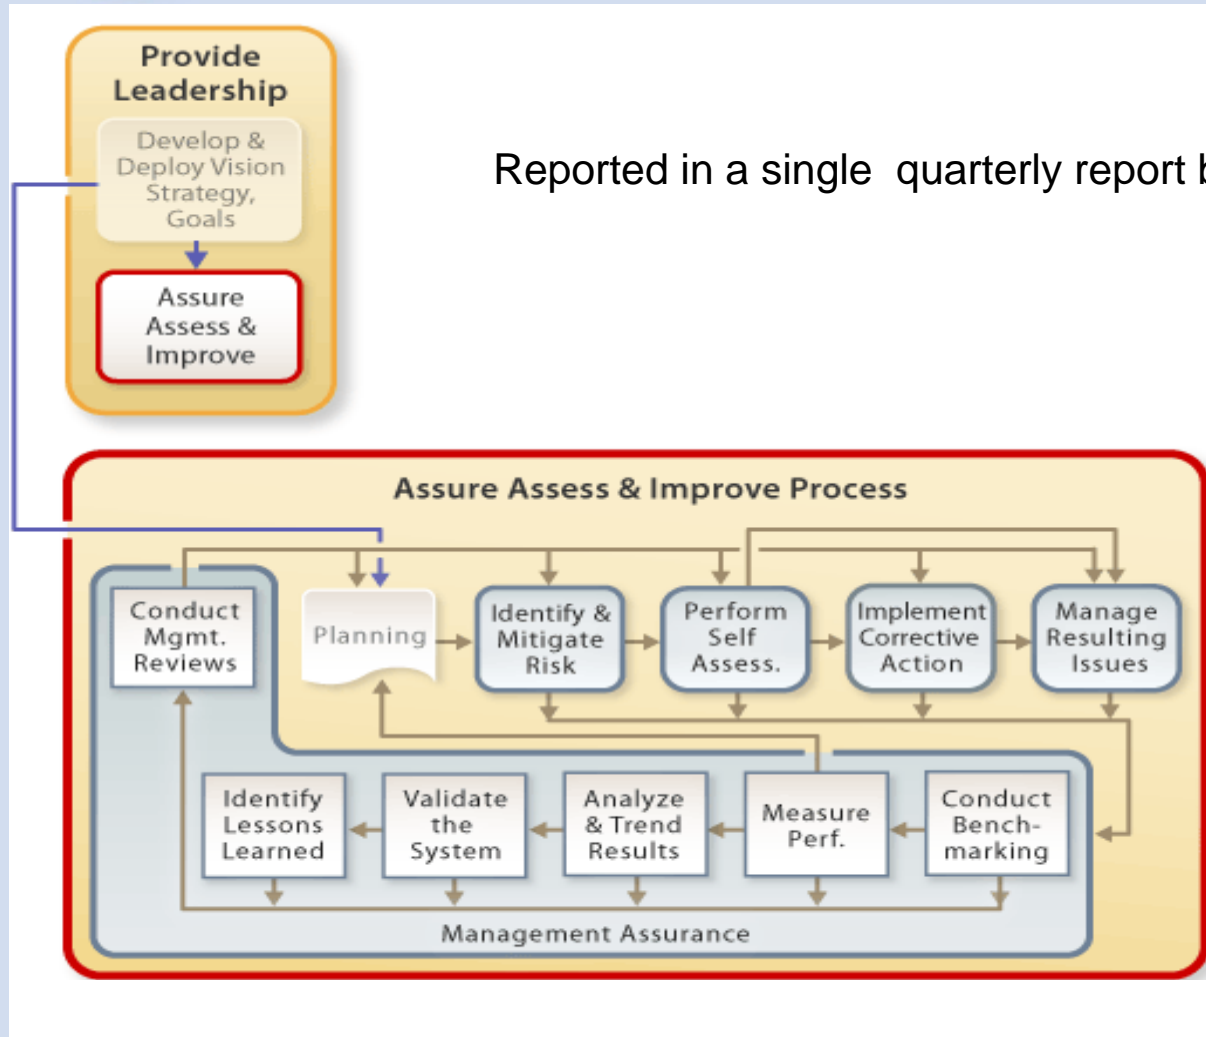 Provide
Leadership
Develop &
Deploy Vision
Strategy,
Goals
Assure
Assess &
Improve
Reported in a single  quarterly report b
Assure Assess & Improve Process
Conduct
Mgmt.
Reviews
Planning
Identify &
Mitigate
Risk
Perform
Self
Assess.
Implement
Corrective
Action
Manage
Resulting
Issues
Identify
Lessons
Learned
Validate
the
System
Analyze
& Trend
Results
Measure
Perf.
Conduct
Bench-
marking
Management Assurance